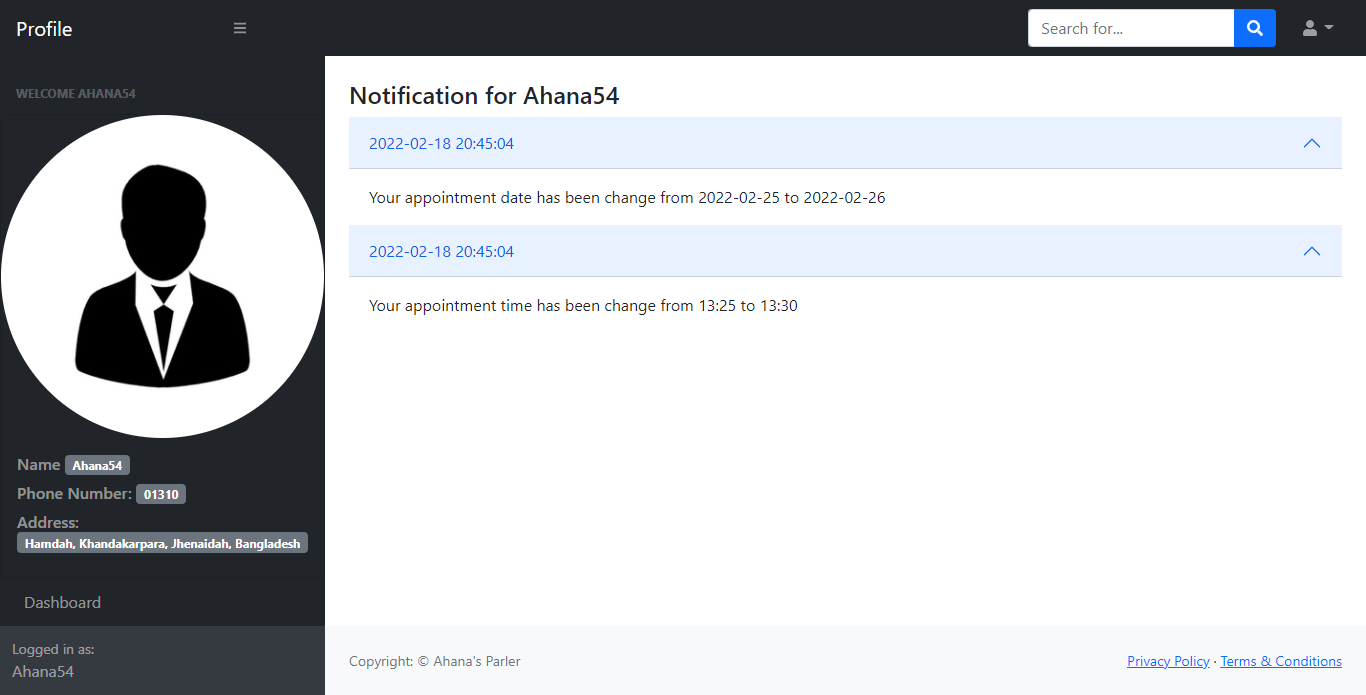 Profile
Search for...
WELCOME AHANA54
Name Ahana54
Phone Number: 01310
Address:
Hamdah, Khandakarpara, Jhenaidah, Bangladesh
Dashboard
Logged in as:
Ahana54
Notification for Ahana54
2022-02-18 20:45:04
Your appointment date has been change from 2022-02-25 to 2022-02-26
2022-02-18 20:45:04
Your appointment time has been change from 13:25 to 13:30
Copyright: © Ahana's Parler
Privacy Policy · Terms & Conditions